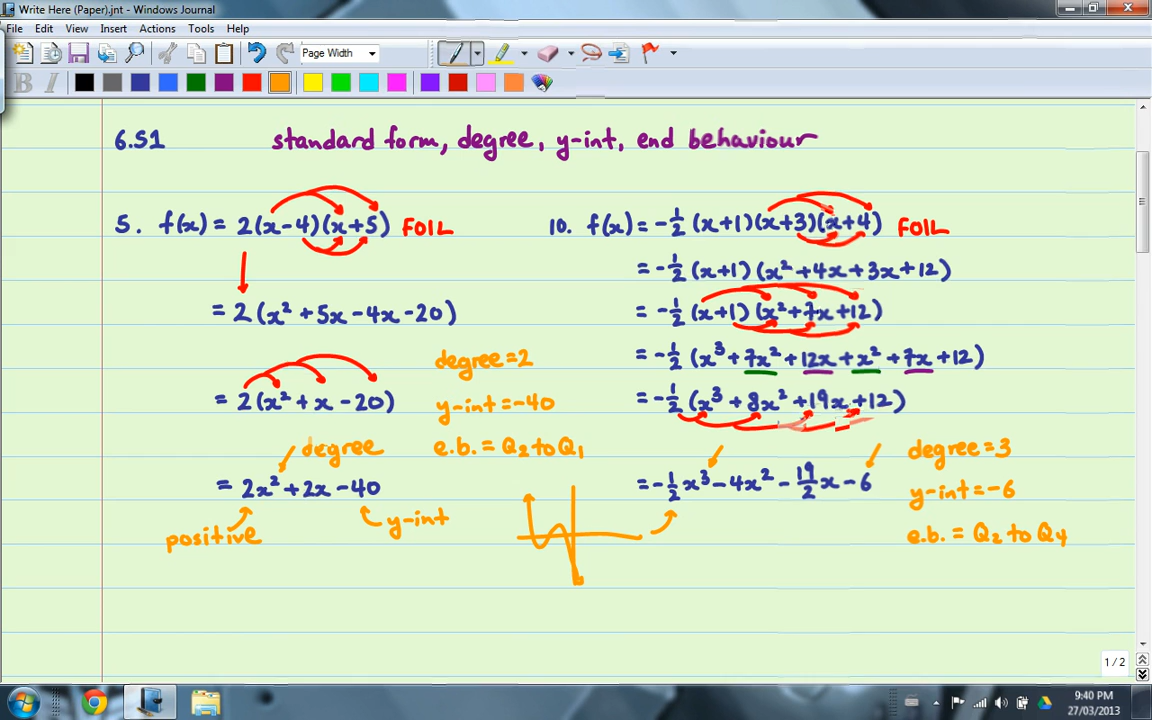 Write Here (Paper).jnt - Windows Journal
File Edit View Insert Actions Tools Help
Page Width
B I
6.S1 standard form, degree, y-int, end behaviour
5. f(x) = 2(x-4)(x+5) FOIL
= 2(x² + 5x - 4x - 20)
= 2(x² + x - 20)
degree
= 2x² + 2x - 40
positive
y-int
degree = 2
y-int = -40
e.b. = Q₂ to Q₁
10. f(x) = -½ (x+1)(x+3)(x+4) FOIL
= -½ (x+1)(x² + 4x + 3x + 12)
= -½ (x+1)(x² + 7x + 12)
= -½ (x³ + 7x² + 12x + x² + 7x + 12)
= -½ (x³ + 8x² + 19x + 12)
= -½x³ - 4x² - 19/2 x - 6
degree = 3
y-int = -6
e.b. = Q₂ to Q₄
1 / 2
9:40 PM
27/03/2013